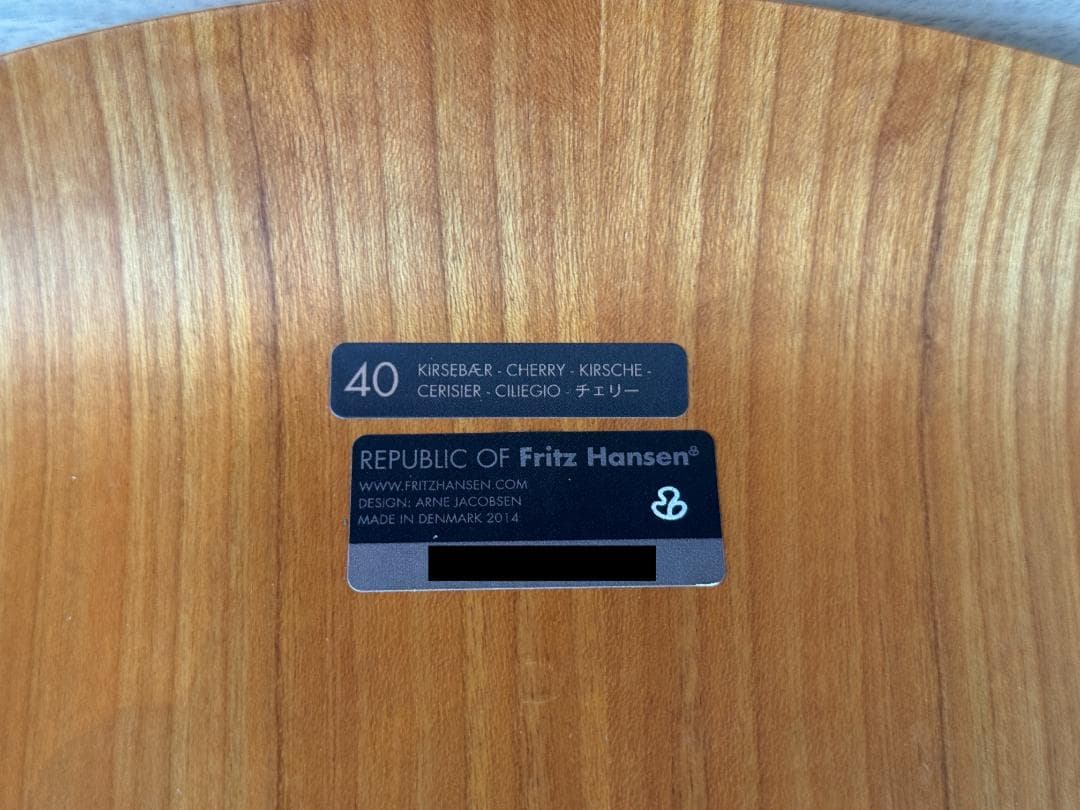 40
KIRSEBÆR - CHERRY - KIRSCHE -
CERISIER - CILIEGIO - チェリー
REPUBLIC OF Fritz Hansen®
WWW.FRITZHANSEN.COM
DESIGN: ARNE JACOBSEN
MADE IN DENMARK 2014